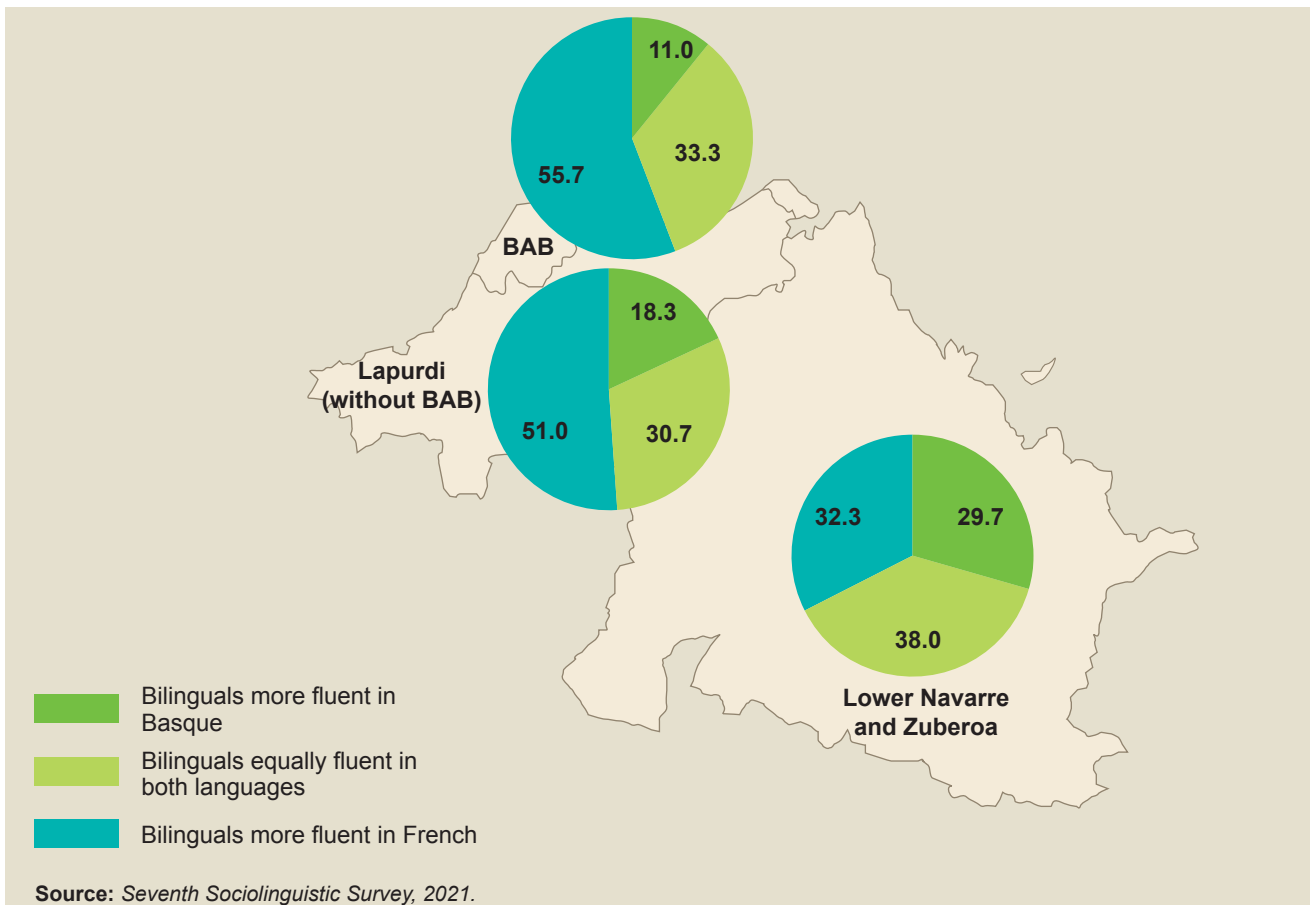 11.0
33.3
55.7
BAB
18.3
Lapurdi
(without BAB)
51.0
30.7
32.3
29.7
38.0
Lower Navarre
and Zuberoa
Bilinguals more fluent in
Basque
Bilinguals equally fluent in
both languages
Bilinguals more fluent in French
Source: Seventh Sociolinguistic Survey, 2021.